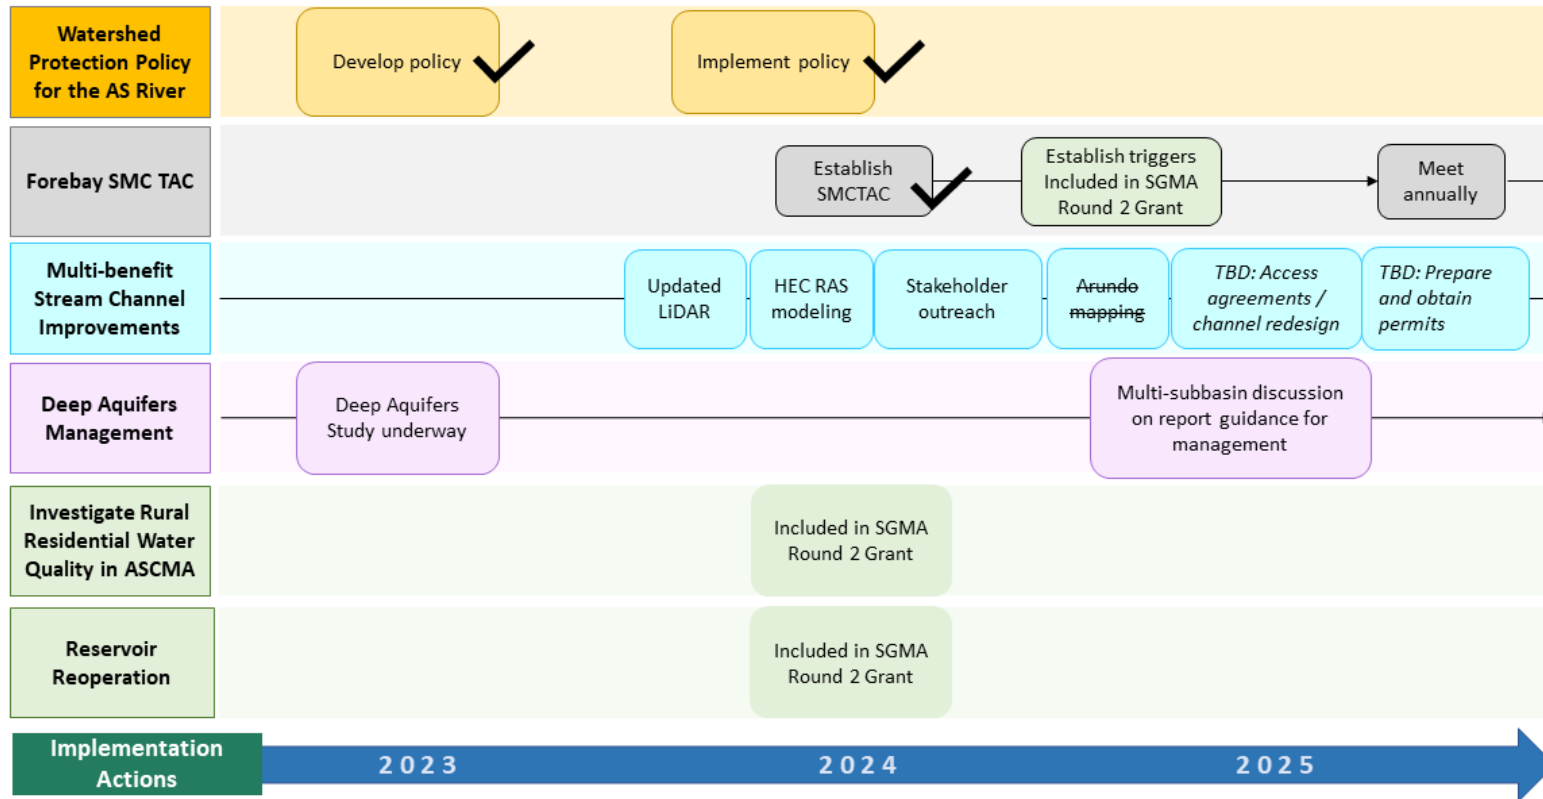 Watershed
Protection Policy
for the AS River
Develop policy
Implement policy
Forebay SMC TAC
Establish
SMCTAC
Establish triggers
Included in SGMA
Round 2 Grant
Meet
annually
Multi-benefit
Stream Channel
Improvements
Updated
LiDAR
HEC RAS
modeling
Stakeholder
outreach
Arundo
mapping
TBD: Access
agreements /
channel redesign
TBD: Prepare
and obtain
permits
Deep Aquifers
Management
Deep Aquifers
Study underway
Multi-subbasin discussion
on report guidance for
management
Investigate Rural
Residential Water
Quality in ASCMA
Included in SGMA
Round 2 Grant
Reservoir
Reoperation
Included in SGMA
Round 2 Grant
Implementation
Actions
2023
2024
2025